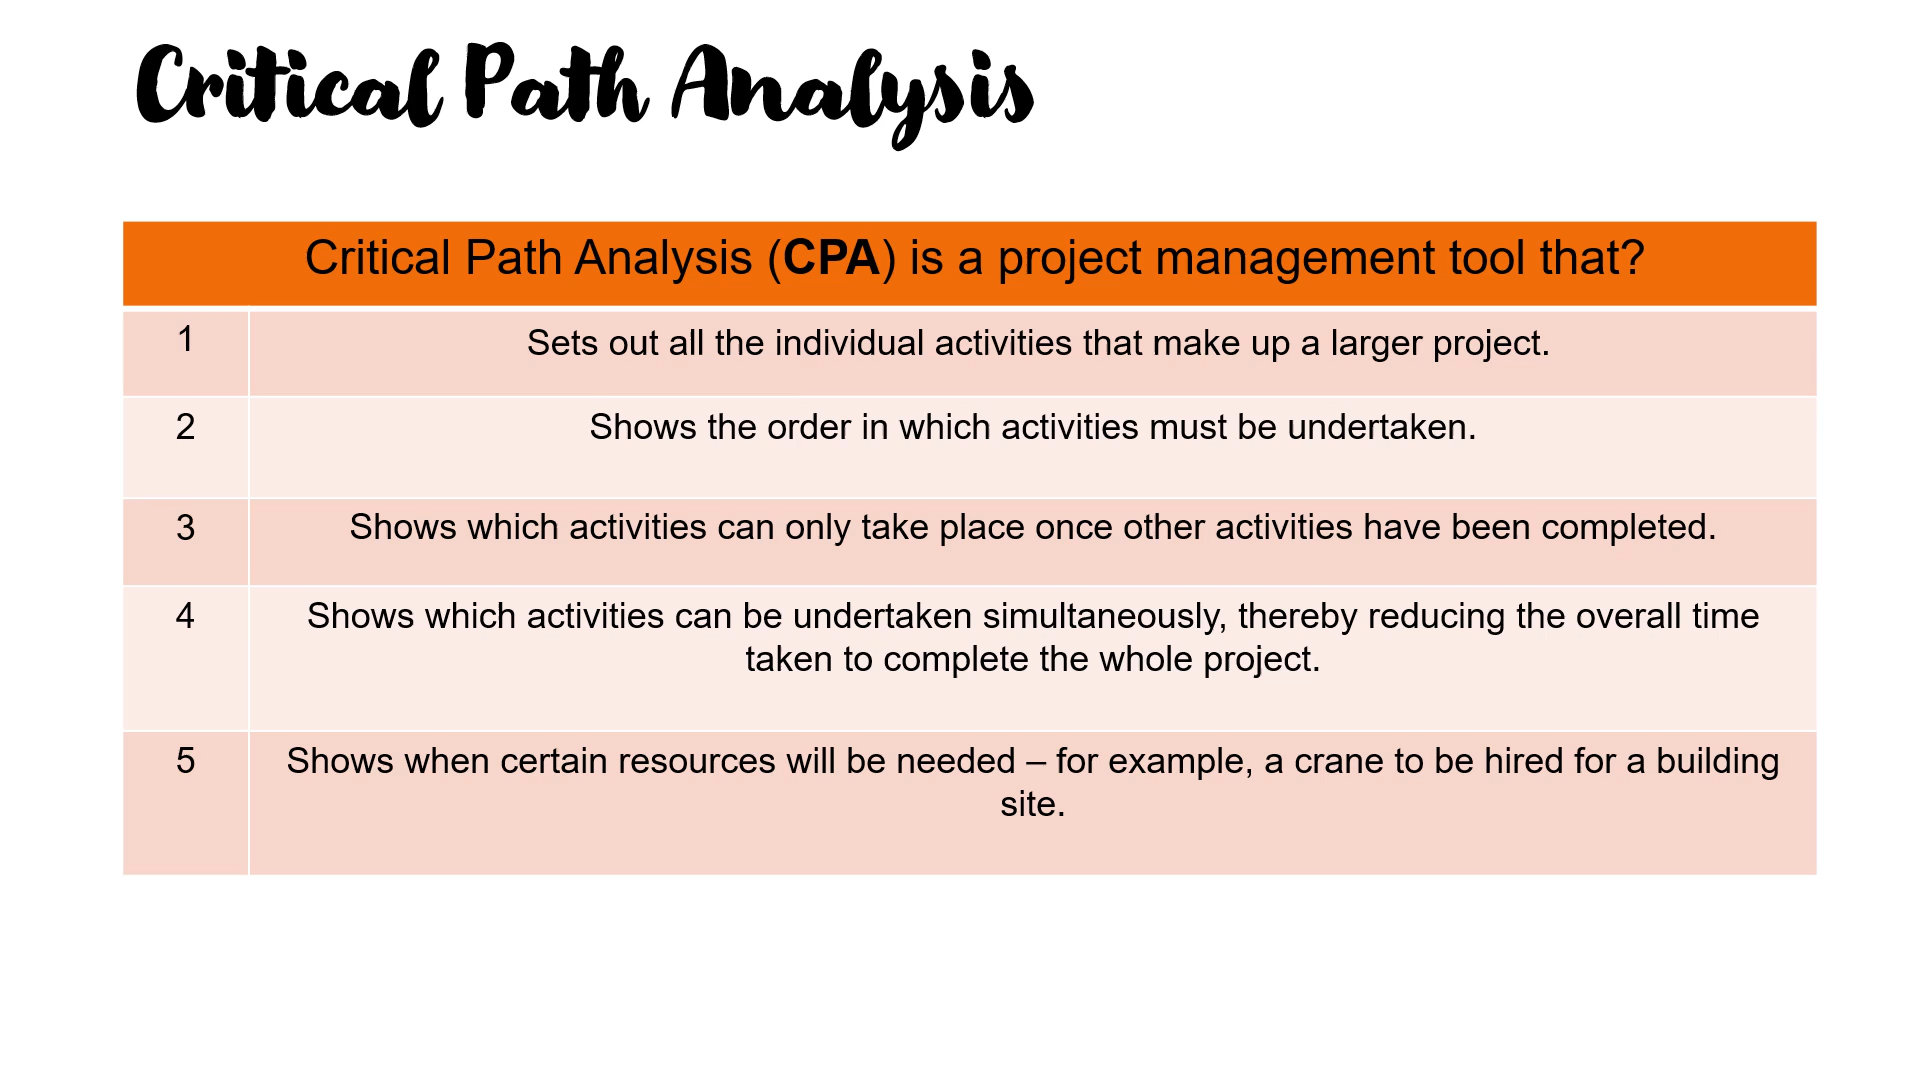 Critical Path Analysis
Critical Path Analysis (CPA) is a project management tool that?
1
Sets out all the individual activities that make up a larger project.
2
Shows the order in which activities must be undertaken.
3
Shows which activities can only take place once other activities have been completed.
4
Shows which activities can be undertaken simultaneously, thereby reducing the overall time
taken to complete the whole project.
5
Shows when certain resources will be needed – for example, a crane to be hired for a building
site.